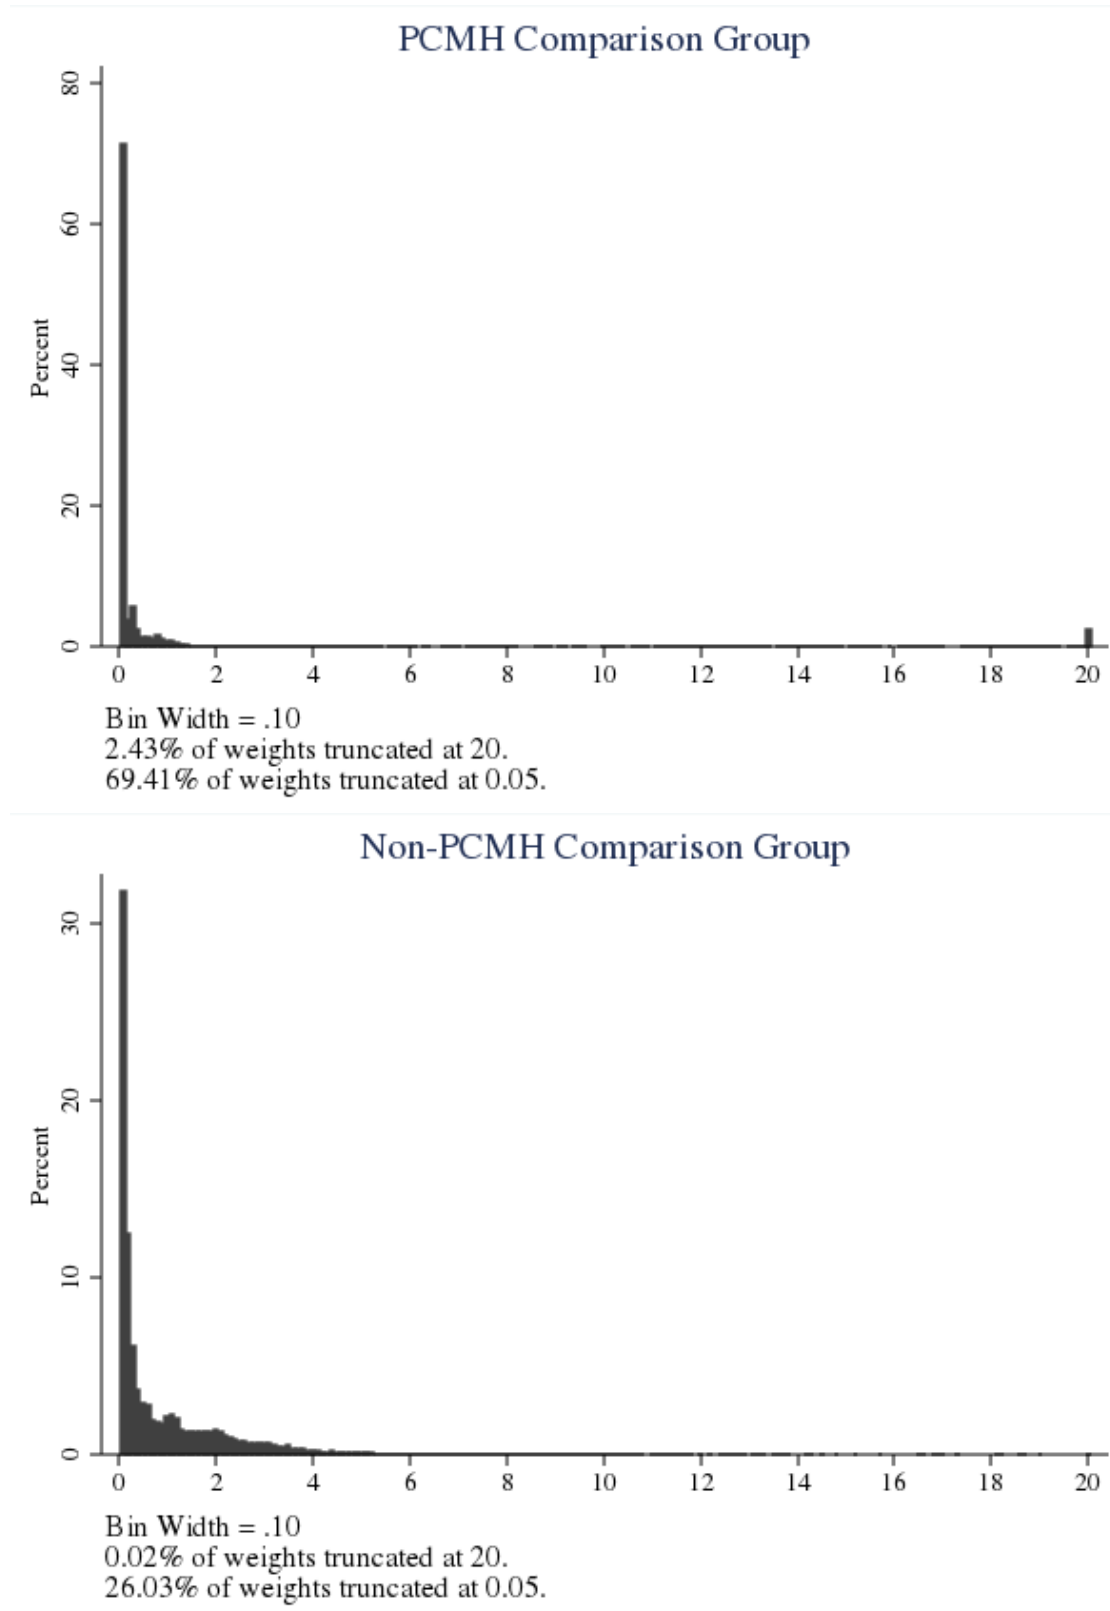 PCMH Comparison Group
80
60
40
20
0
Percent
0 2 4 6 8 10 12 14 16 18 20
Bin Width = .10
2.43% of weights truncated at 20.
69.41% of weights truncated at 0.05.
Non-PCMH Comparison Group
30
20
10
0
Percent
0 2 4 6 8 10 12 14 16 18 20
Bin Width = .10
0.02% of weights truncated at 20.
26.03% of weights truncated at 0.05.